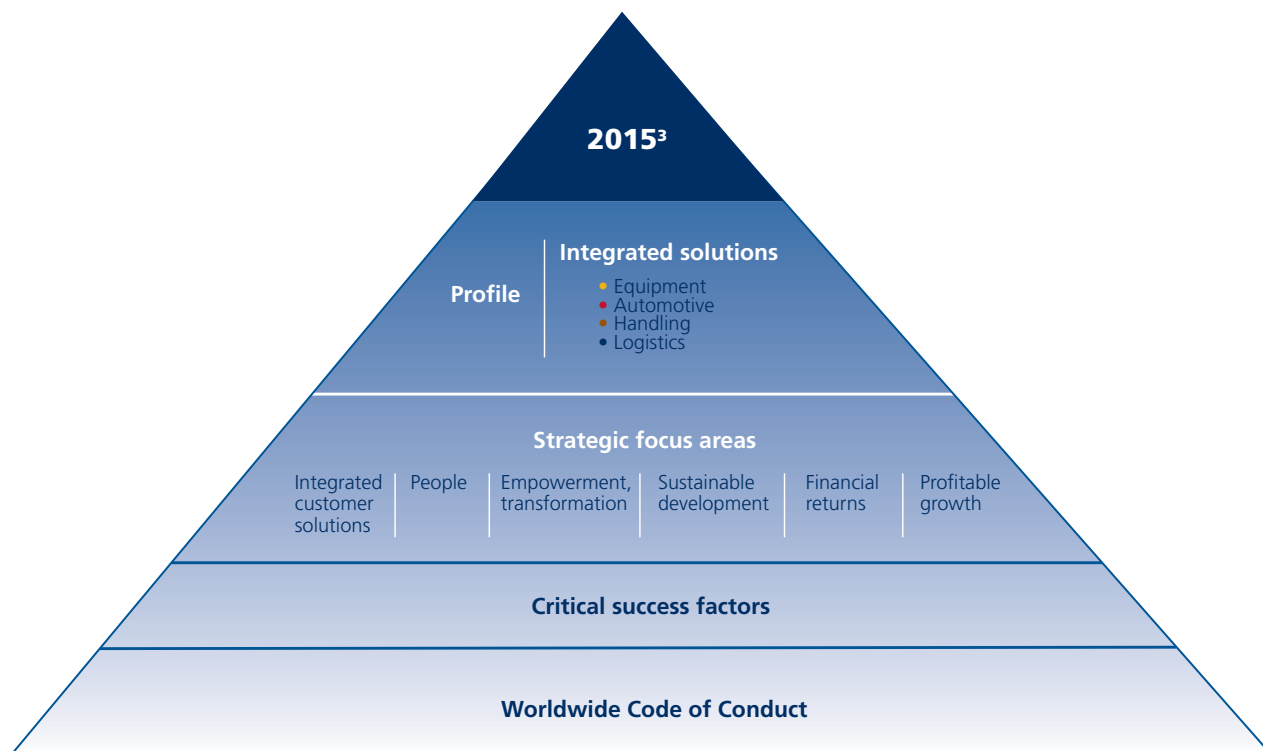 2015³
Profile
Integrated solutions
• Equipment
• Automotive
• Handling
• Logistics
Strategic focus areas
Integrated
customer
solutions
People
Empowerment,
transformation
Sustainable
development
Financial
returns
Profitable
growth
Critical success factors
Worldwide Code of Conduct